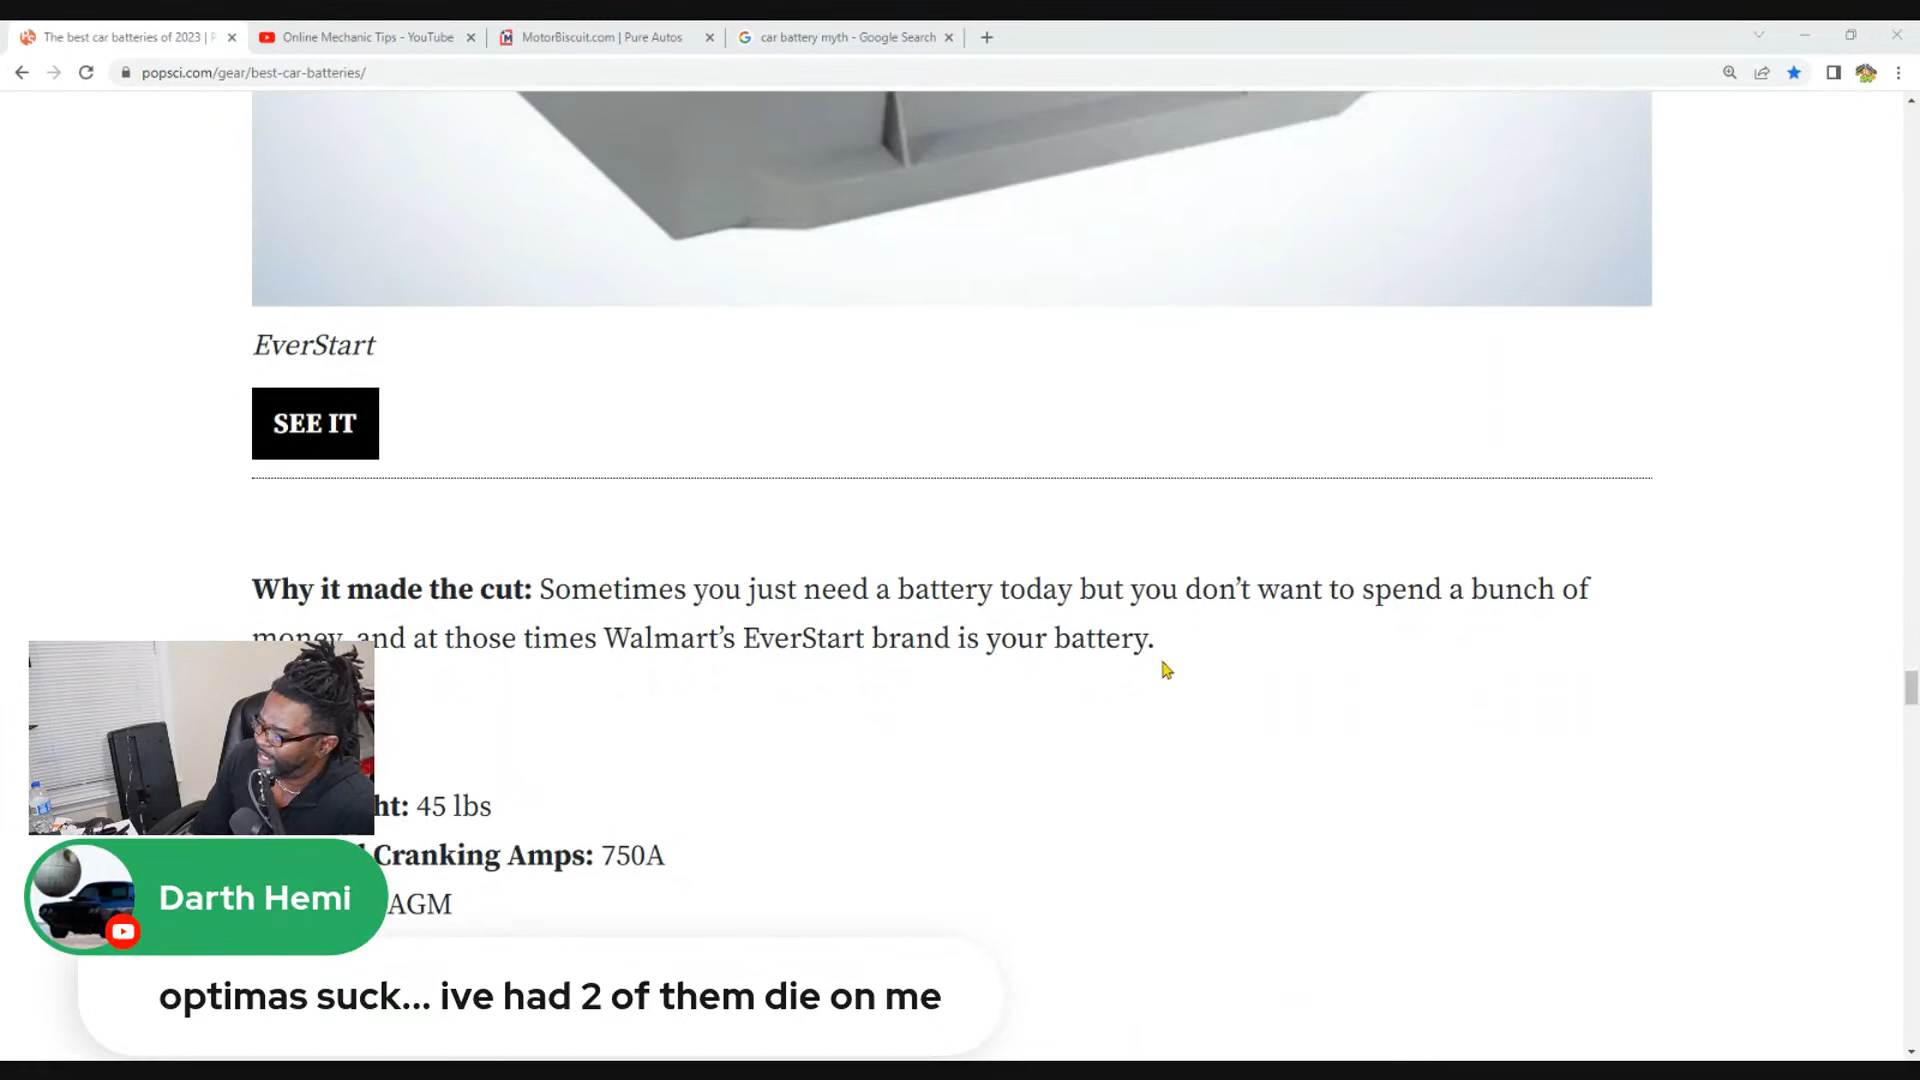 The best car batteries of 2023 | P
Online Mechanic Tips - YouTube
MotorBiscuit.com | Pure Autos
car battery myth - Google Search
popsci.com/gear/best-car-batteries/
EverStart
SEE IT
Why it made the cut: Sometimes you just need a battery today but you don’t want to spend a bunch of
money, and at those times Walmart’s EverStart brand is your battery.
ht: 45 lbs
Cranking Amps: 750A
AGM
Darth Hemi
optimas suck... ive had 2 of them die on me